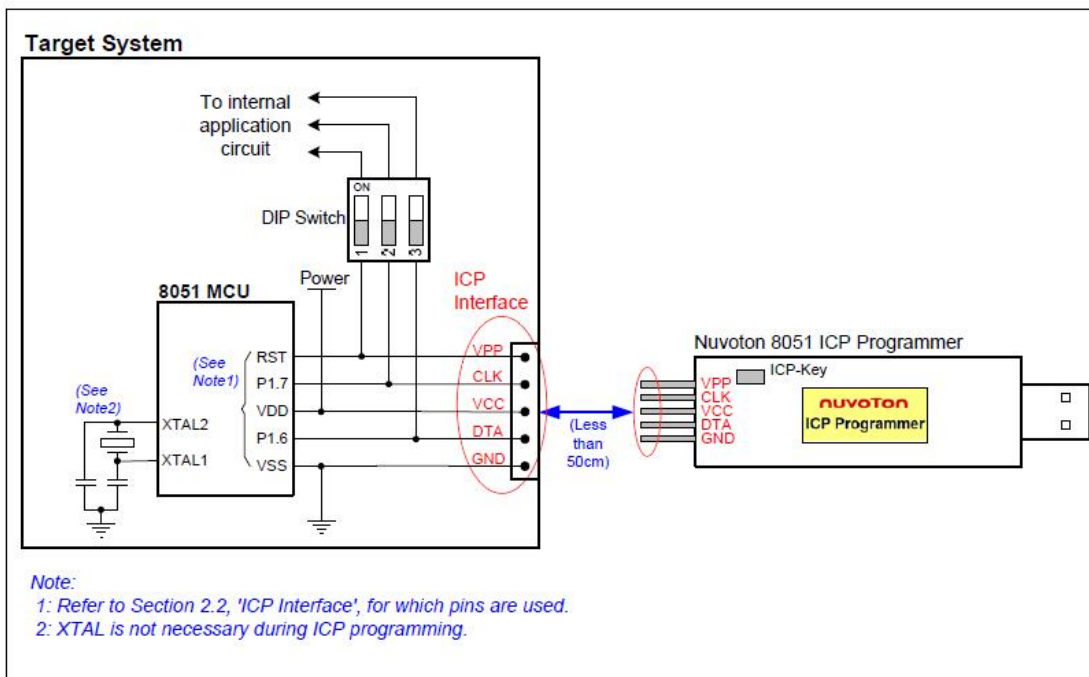 Target System
To internal
application
circuit
ON
DIP Switch
1 2 3
Power
ICP
Interface
8051 MCU
(See
Note1)
(See
Note2)
RST
P1.7
VDD
P1.6
VSS
XTAL2
XTAL1
VPP
CLK
VCC
DTA
GND
(Less
than
50cm)
Nuvoton 8051 ICP Programmer
ICP-Key
VPP
CLK
VCC
DTA
GND
nuvoTon
ICP Programmer
Note:
1: Refer to Section 2.2, 'ICP Interface', for which pins are used.
2: XTAL is not necessary during ICP programming.